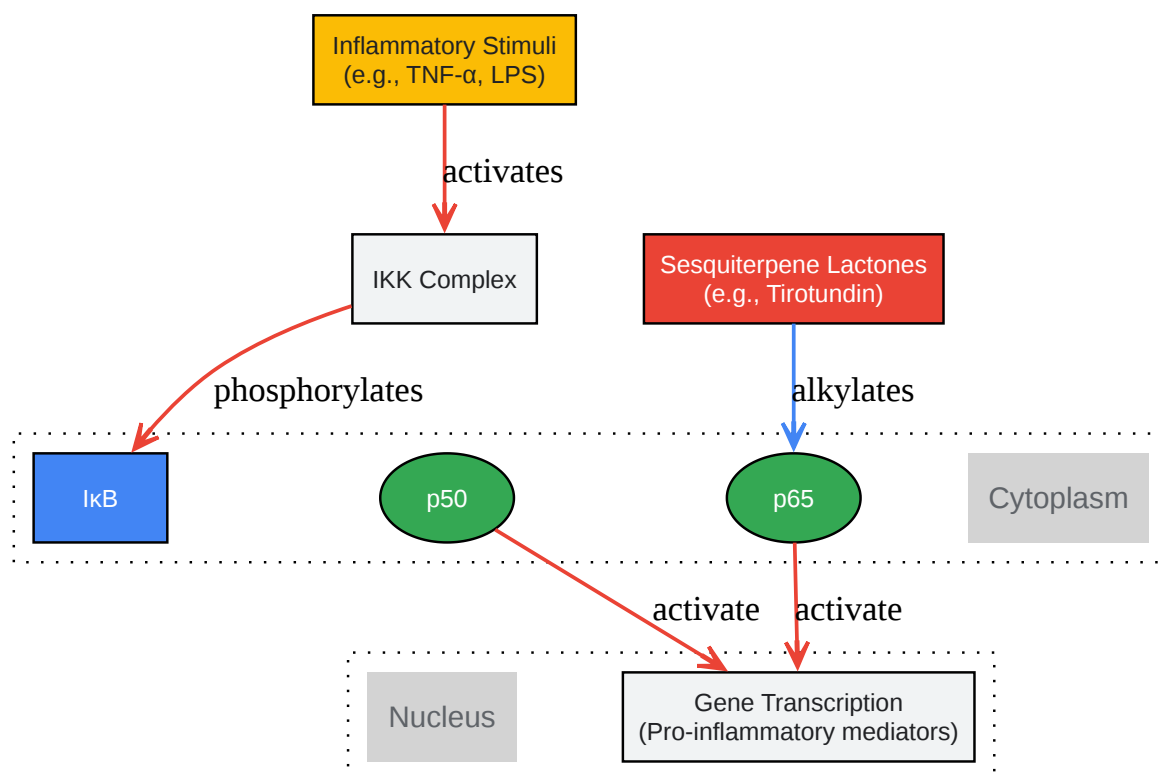 Inflammatory Stimuli
(e.g., TNF-α, LPS)
activates
IKK Complex
Sesquiterpene Lactones
(e.g., Tirotundin)
phosphorylates
alkylates
IκB
p50
p65
Cytoplasm
activate
activate
Nucleus
Gene Transcription
(Pro-inflammatory mediators)